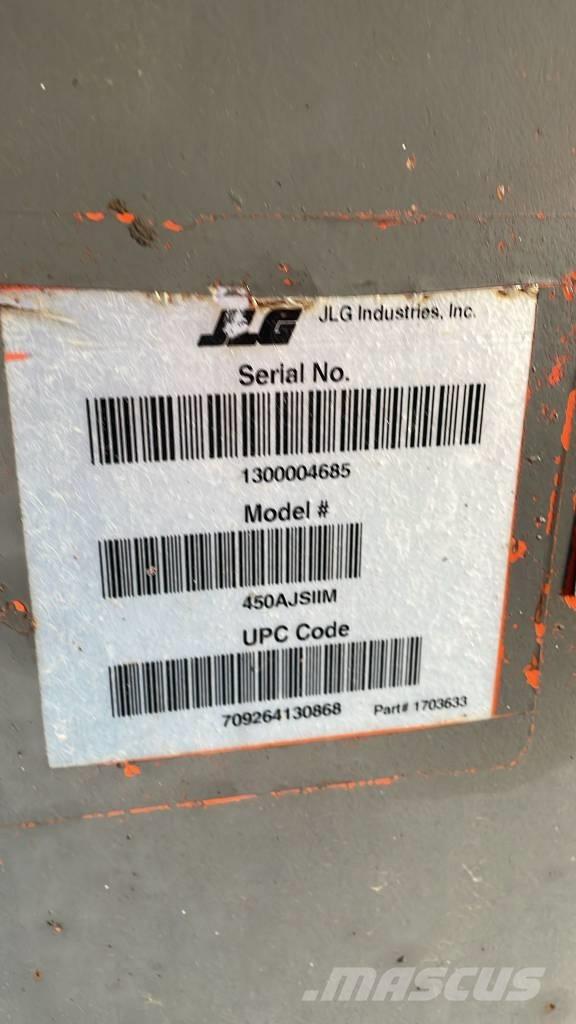 JLG JLG Industries, Inc.
Serial No.
1300004685
Model #
450AJSIIM
UPC Code
709264130868 Part# 1703633
MASCUS